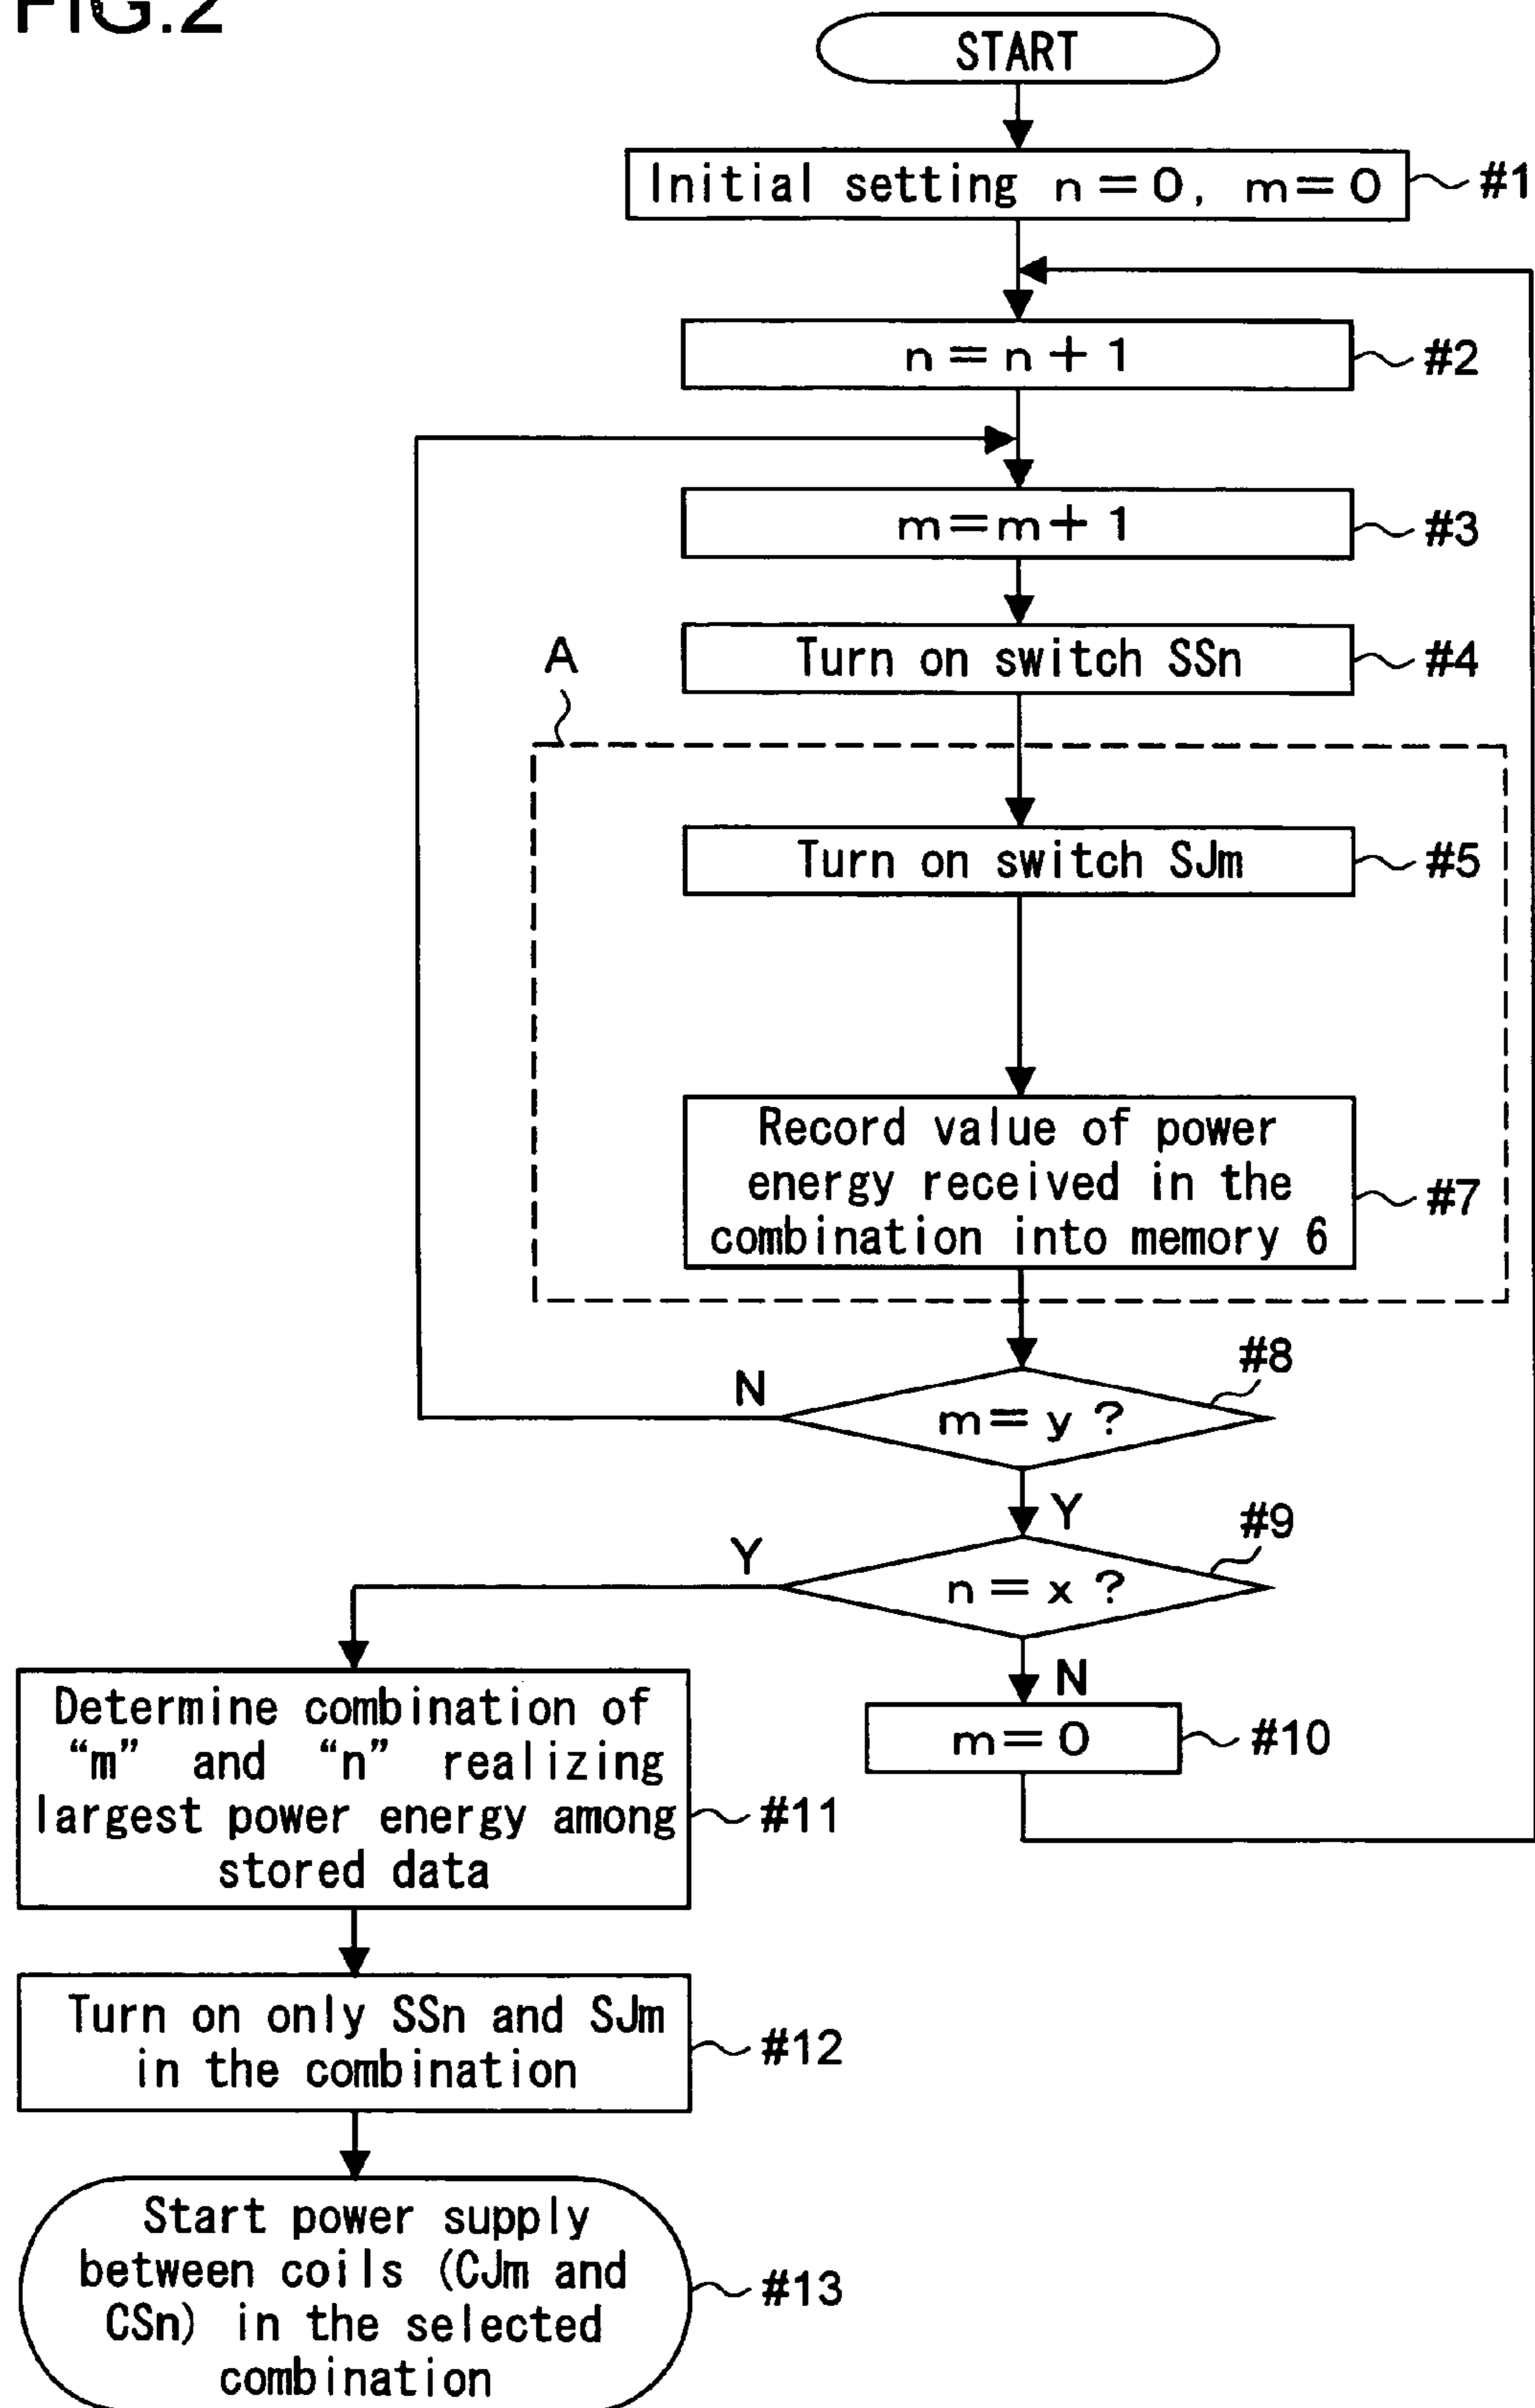 FIG.2
START
Initial setting n=0, m=0
#1
n=n+1
#2
m=m+1
#3
Turn on switch SSn
#4
A
Turn on switch SJm
#5
Record value of power
energy received in the
combination into memory 6
#7
m=y?
#8
N
Y
n=x?
#9
Y
N
m=0
#10
Determine combination of
“m” and “n” realizing
largest power energy among
stored data
#11
Turn on only SSn and SJm
in the combination
#12
Start power supply
between coils (CJm and
CSn) in the selected
combination
#13